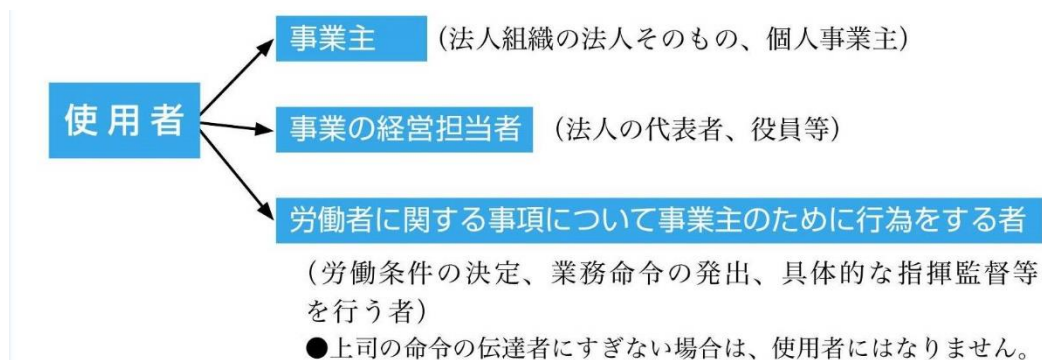 事業主 （法人組織の法人そのもの、個人事業主）
使用者
事業の経営担当者 （法人の代表者、役員等）
労働者に関する事項について事業主のために行為をする者
（労働条件の決定、業務命令の発出、具体的な指揮監督等
を行う者）
●上司の命令の伝達者にすぎない場合は、使用者にはなりません。